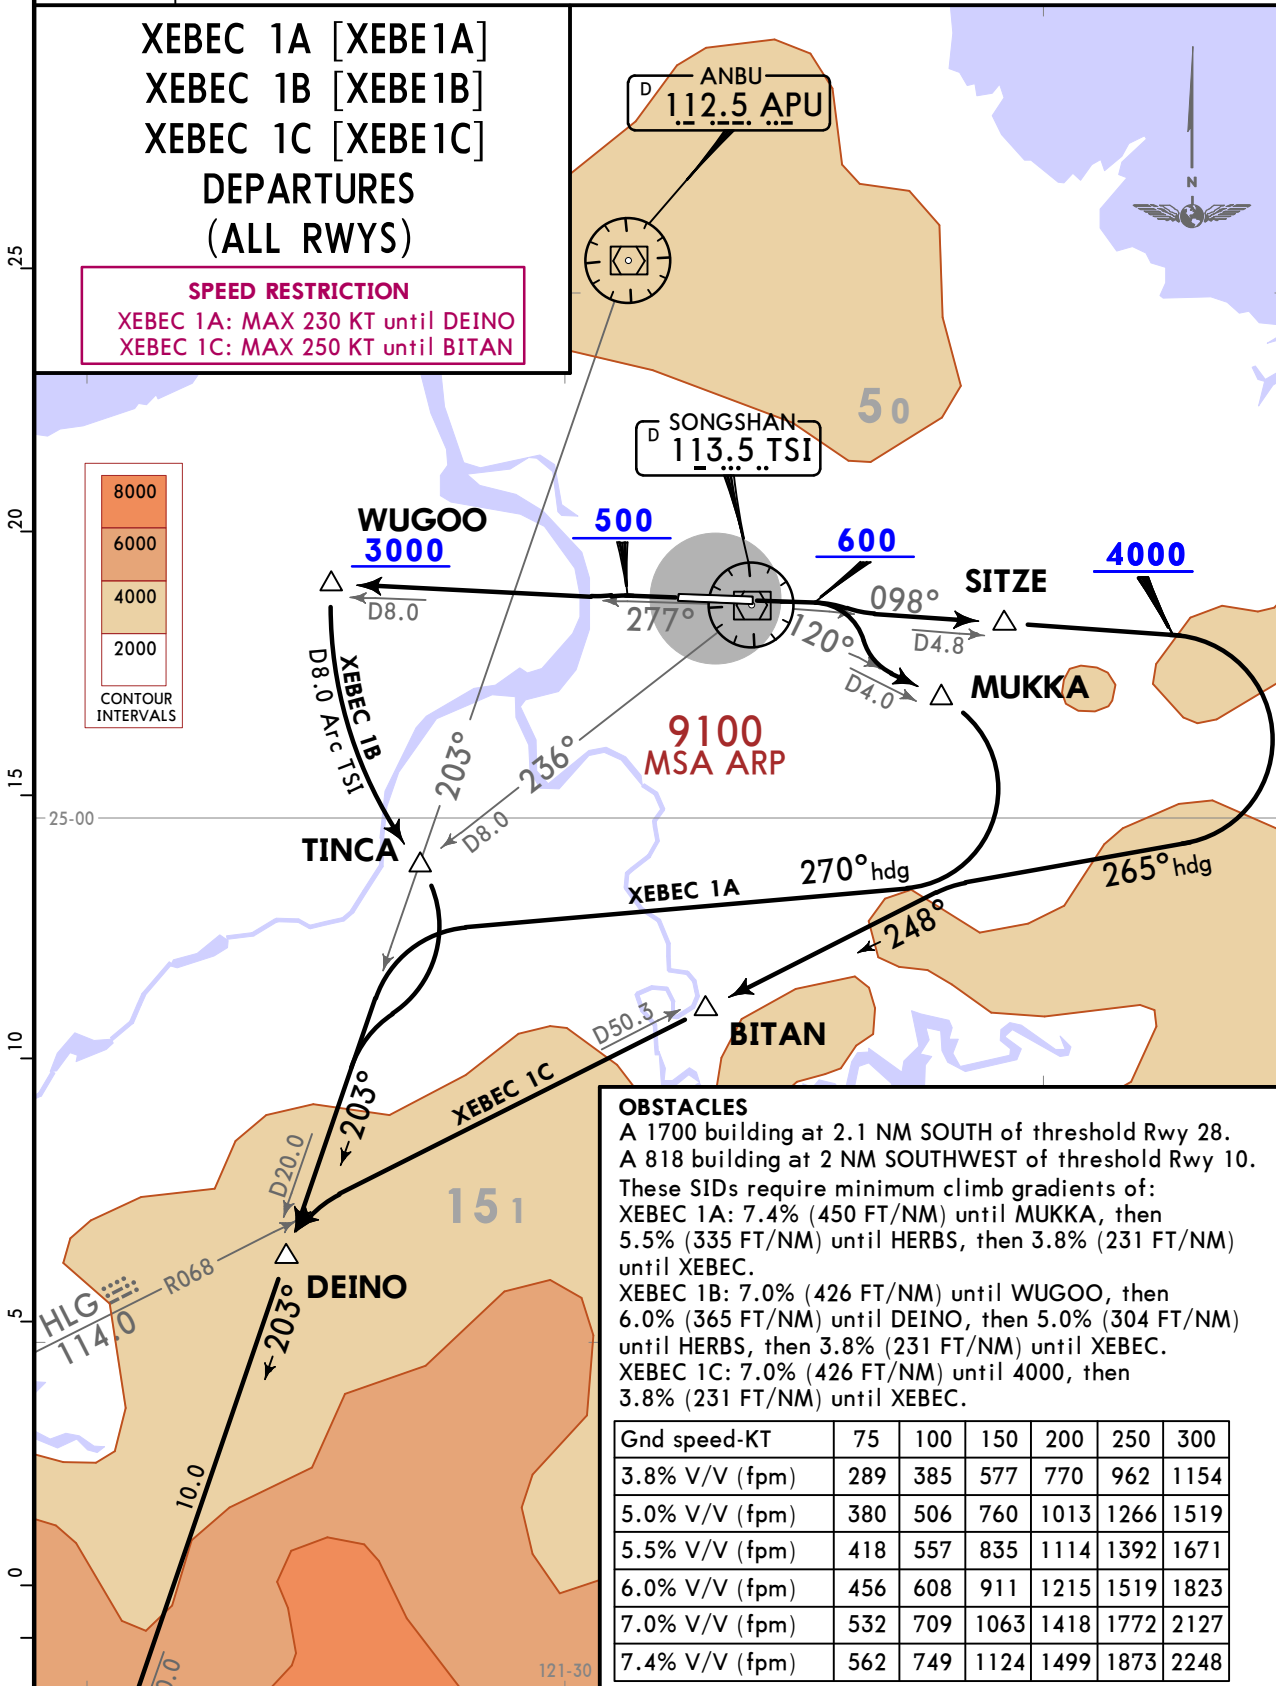 XEBEC 1A [XEBE1A]
XEBEC 1B [XEBE1B]
XEBEC 1C [XEBE1C]
DEPARTURES
(ALL RWYS)
SPEED RESTRICTION
XEBEC 1A: MAX 230 KT until DEINO
XEBEC 1C: MAX 250 KT until BITAN
ANBU
D 112.5 APU
N
25
50
SONGSHAN
D 113.5 TSI
8000
6000
4000
2000
CONTOUR
INTERVALS
20
WUGOO
3000
500
600
4000
SITZE
098°
D8.0
277°
120°
D4.8
D4.0
MUKKA
XEBEC 1B
D8.0 Arc TSI
9100
MSA ARP
203°
236°
D8.0
15
25-00
TINCA
270° hdg
265° hdg
XEBEC 1A
248°
BITAN
D50.3
10
XEBEC 1C
203°
D20.0
151
R068
HLG
114.0
DEINO
203°
5
10.0
0
0.0
121-30
OBSTACLES
A 1700 building at 2.1 NM SOUTH of threshold Rwy 28.
A 818 building at 2 NM SOUTHWEST of threshold Rwy 10.
These SIDs require minimum climb gradients of:
XEBEC 1A: 7.4% (450 FT/NM) until MUKKA, then
5.5% (335 FT/NM) until HERBS, then 3.8% (231 FT/NM)
until XEBEC.
XEBEC 1B: 7.0% (426 FT/NM) until WUGOO, then
6.0% (365 FT/NM) until DEINO, then 5.0% (304 FT/NM)
until HERBS, then 3.8% (231 FT/NM) until XEBEC.
XEBEC 1C: 7.0% (426 FT/NM) until 4000, then
3.8% (231 FT/NM) until XEBEC.
Gnd speed-KT 75 100 150 200 250 300
3.8% V/V (fpm) 289 385 577 770 962 1154
5.0% V/V (fpm) 380 506 760 1013 1266 1519
5.5% V/V (fpm) 418 557 835 1114 1392 1671
6.0% V/V (fpm) 456 608 911 1215 1519 1823
7.0% V/V (fpm) 532 709 1063 1418 1772 2127
7.4% V/V (fpm) 562 749 1124 1499 1873 2248